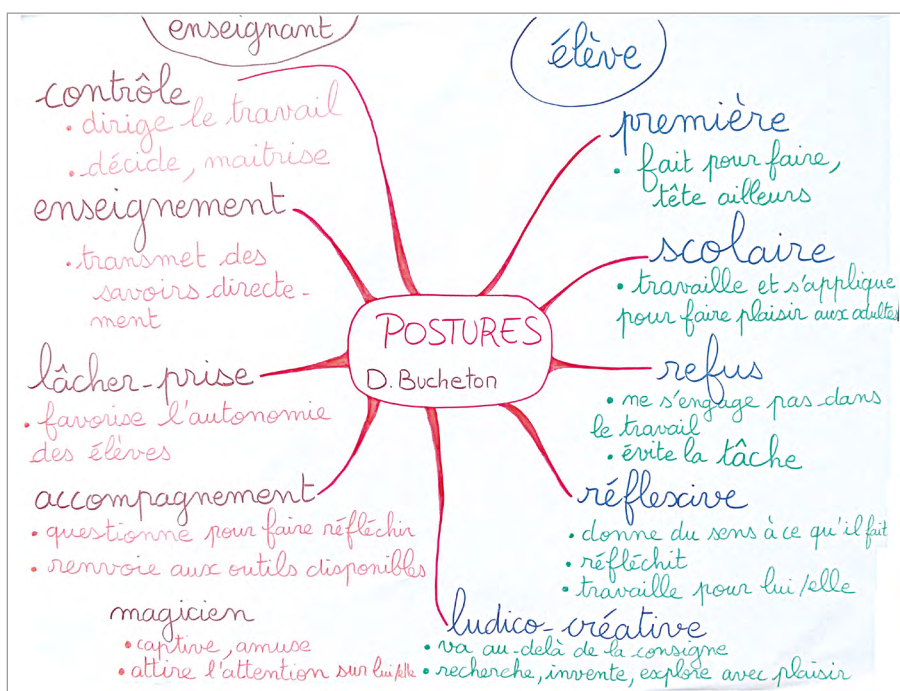 enseignant
contrôle
• dirige le travail
• décide, maitrise
enseignement
• transmet des
savoirs directe-
ment
lâcher-prise
• favorise l'autonomie
des élèves
accompagnement
• questionne pour faire réfléchir
• renvoie aux outils disponibles
magicien
• captive, amuse
• attire l'attention sur lui/elle
POSTURES
D. Bucheton
élève
première
• fait pour faire,
tête ailleurs
scolaire
• travaille et s'applique
pour faire plaisir aux adultes
refus
• ne s'engage pas dans
le travail
• évite la tâche
réflexive
• donne du sens à ce qu'il fait
• réfléchit
• travaille pour lui/elle
ludico-créative
• va au-delà de la consigne
• recherche, invente, explore avec plaisir